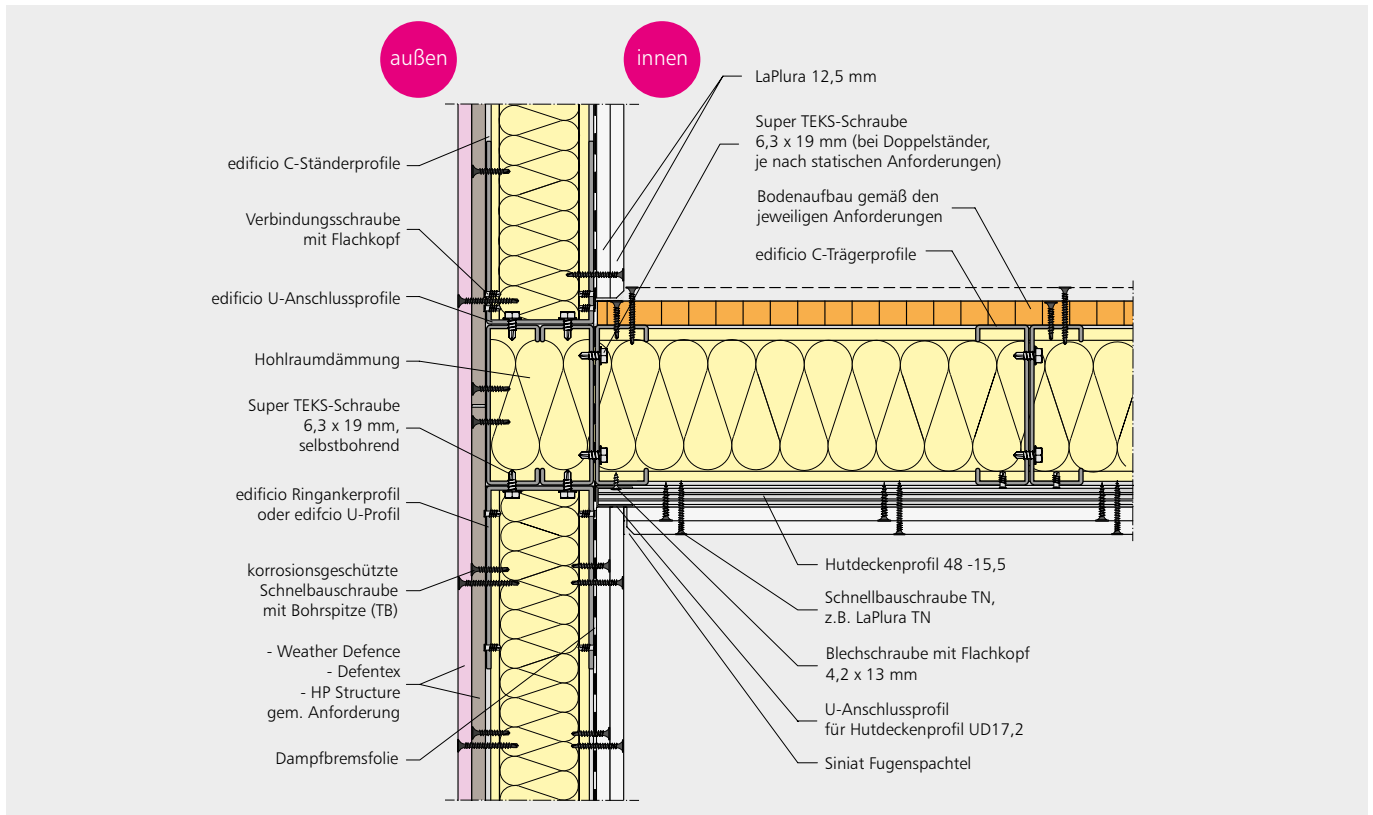 außen
innen
edificio C-Ständerprofile
Verbindungsschraube
mit Flachkopf
edificio U-Anschlussprofile
Hohlraumdämmung
Super TEKS-Schraube
6,3 x 19 mm,
selbstbohrend
edificio Ringankerprofil
oder edifcio U-Profil
korrosionsgeschützte
Schnelbauschraube
mit Bohrspitze (TB)
- Weather Defence
- Defentex
- HP Structure
gem. Anforderung
Dampfbremsfolie
LaPlura 12,5 mm
Super TEKS-Schraube
6,3 x 19 mm (bei Doppelständer,
je nach statischen Anforderungen)
Bodenaufbau gemäß den
jeweiligen Anforderungen
edificio C-Trägerprofile
Hutdeckenprofil 48 -15,5
Schnellbauschraube TN,
z.B. LaPlura TN
Blechschraube mit Flachkopf
4,2 x 13 mm
U-Anschlussprofil
für Hutdeckenprofil UD17,2
Siniat Fugenspachtel